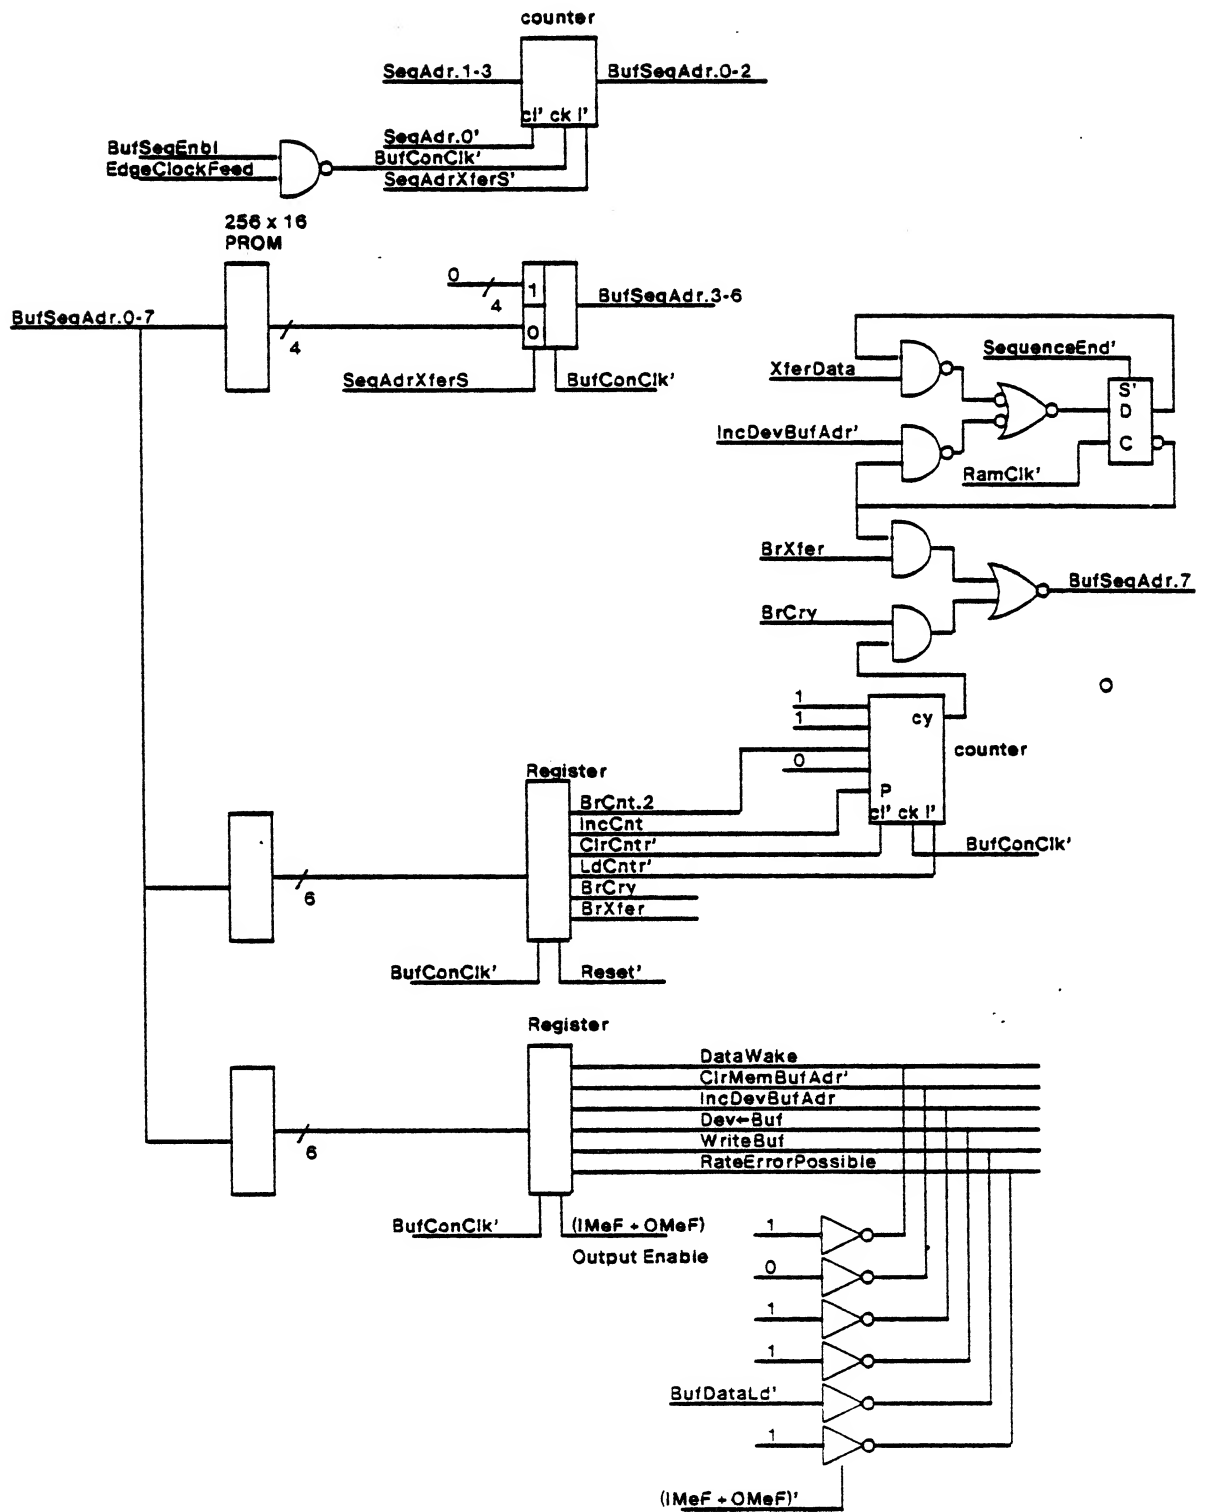 counter
SeqAdr.1-3
BufSeqAdr.0-2
cl' ck l'
SeqAdr.0'
BufSeqEnbl
BufConClk'
EdgeClockFeed
SeqAdrXferS'
256 x 16
PROM
0
4
1
BufSeqAdr.3-6
BufSeqAdr.0-7
4
0
SeqAdrXferS
BufConClk'
SequenceEnd'
XferData
S'
D
IncDevBufAdr'
C
RamClk'
BrXfer
BufSeqAdr.7
BrCry
1
1
cy
counter
0
P
cl' ck l'
BufConClk'
Register
BrCnt.2
IncCnt
ClrCntr'
LdCntr'
BrCry
BrXfer
6
BufConClk'
Reset'
Register
DataWake
ClrMemBufAdr'
IncDevBufAdr
Dev←Buf
WriteBuf
RateErrorPossible
6
BufConClk'
(IMeF + OMeF)
Output Enable
1
0
1
1
BufDataLd'
1
(IMeF + OMeF)'